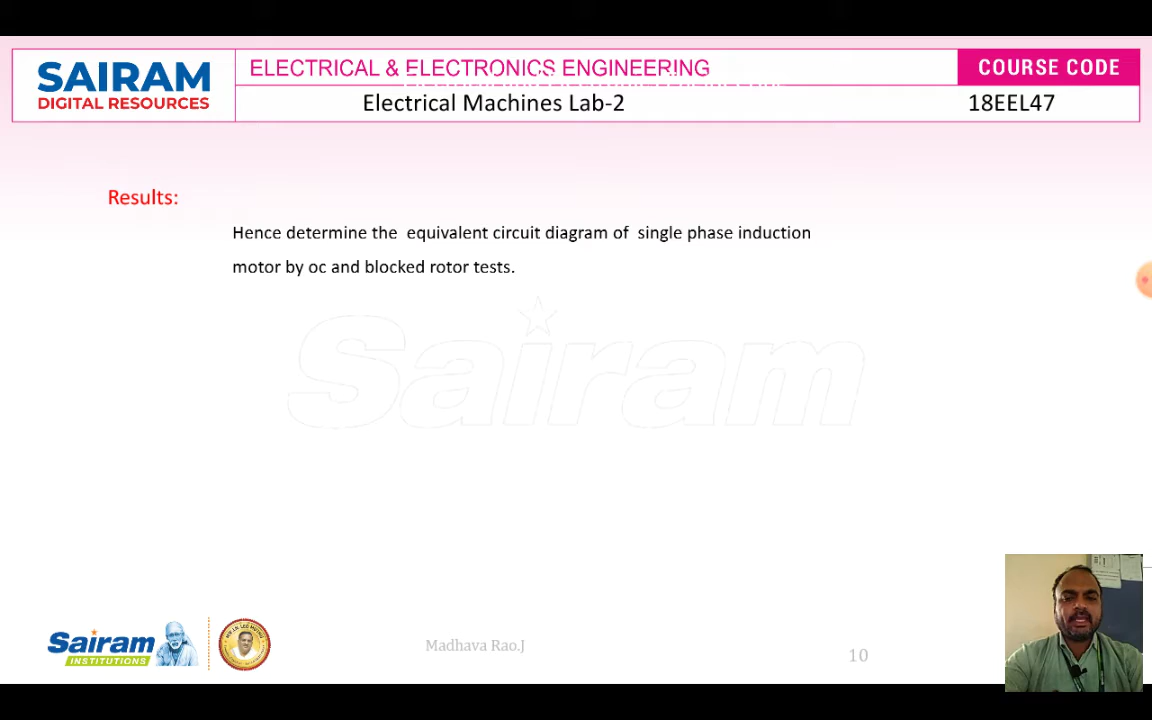 SAIRAM
DIGITAL RESOURCES
ELECTRICAL & ELECTRONICS ENGINEERING
COURSE CODE
Electrical Machines Lab-2
18EEL47
Results:
Hence determine the equivalent circuit diagram of single phase induction
motor by oc and blocked rotor tests.
Sairam
Sairam
INSTITUTIONS
Madhava Rao.J
10